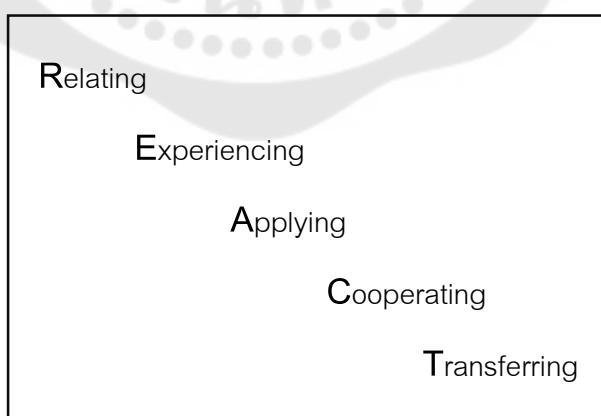 Relating
Experiencing
Applying
Cooperating
Transferring